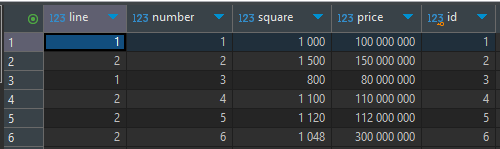 123 line 123 number 123 square 123 price 123 id
1 1 1 1 000 100 000 000 1
2 2 2 1 500 150 000 000 2
3 1 3 800 80 000 000 3
4 2 4 1 100 110 000 000 4
5 2 5 1 120 112 000 000 5
6 2 6 1 048 300 000 000 6